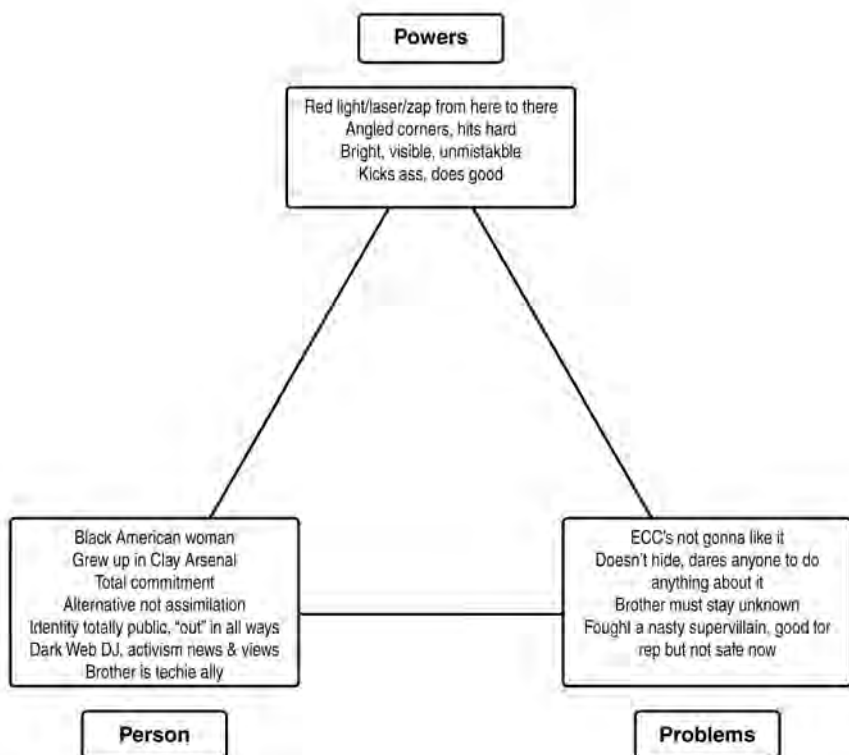 Powers
Red light/laser/zap from here to there
Angled corners, hits hard
Bright, visible, unmistakble
Kicks ass, does good
Black American woman
Grew up in Clay Arsenal
Total commitment
Alternative not assimilation
Identity totally public, "out" in all ways
Dark Web DJ, activism news & views
Brother is techie ally
Person
ECC's not gonna like it
Doesn't hide, dares anyone to do
anything about it
Brother must stay unknown
Fought a nasty supervillain, good for
rep but not safe now
Problems